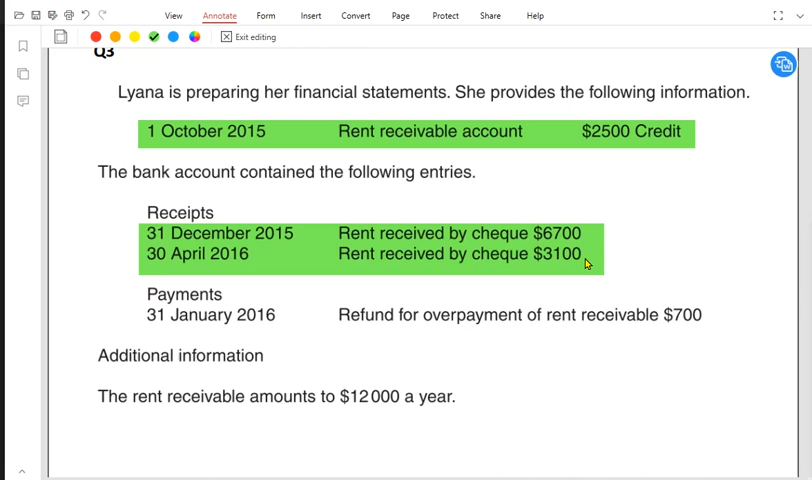 View Annotate Form Insert Convert Page Protect Share Help
Exit editing
Q3
Lyana is preparing her financial statements. She provides the following information.
1 October 2015 Rent receivable account $2500 Credit
The bank account contained the following entries.
Receipts
31 December 2015 Rent received by cheque $6700
30 April 2016 Rent received by cheque $3100
Payments
31 January 2016 Refund for overpayment of rent receivable $700
Additional information
The rent receivable amounts to $12 000 a year.